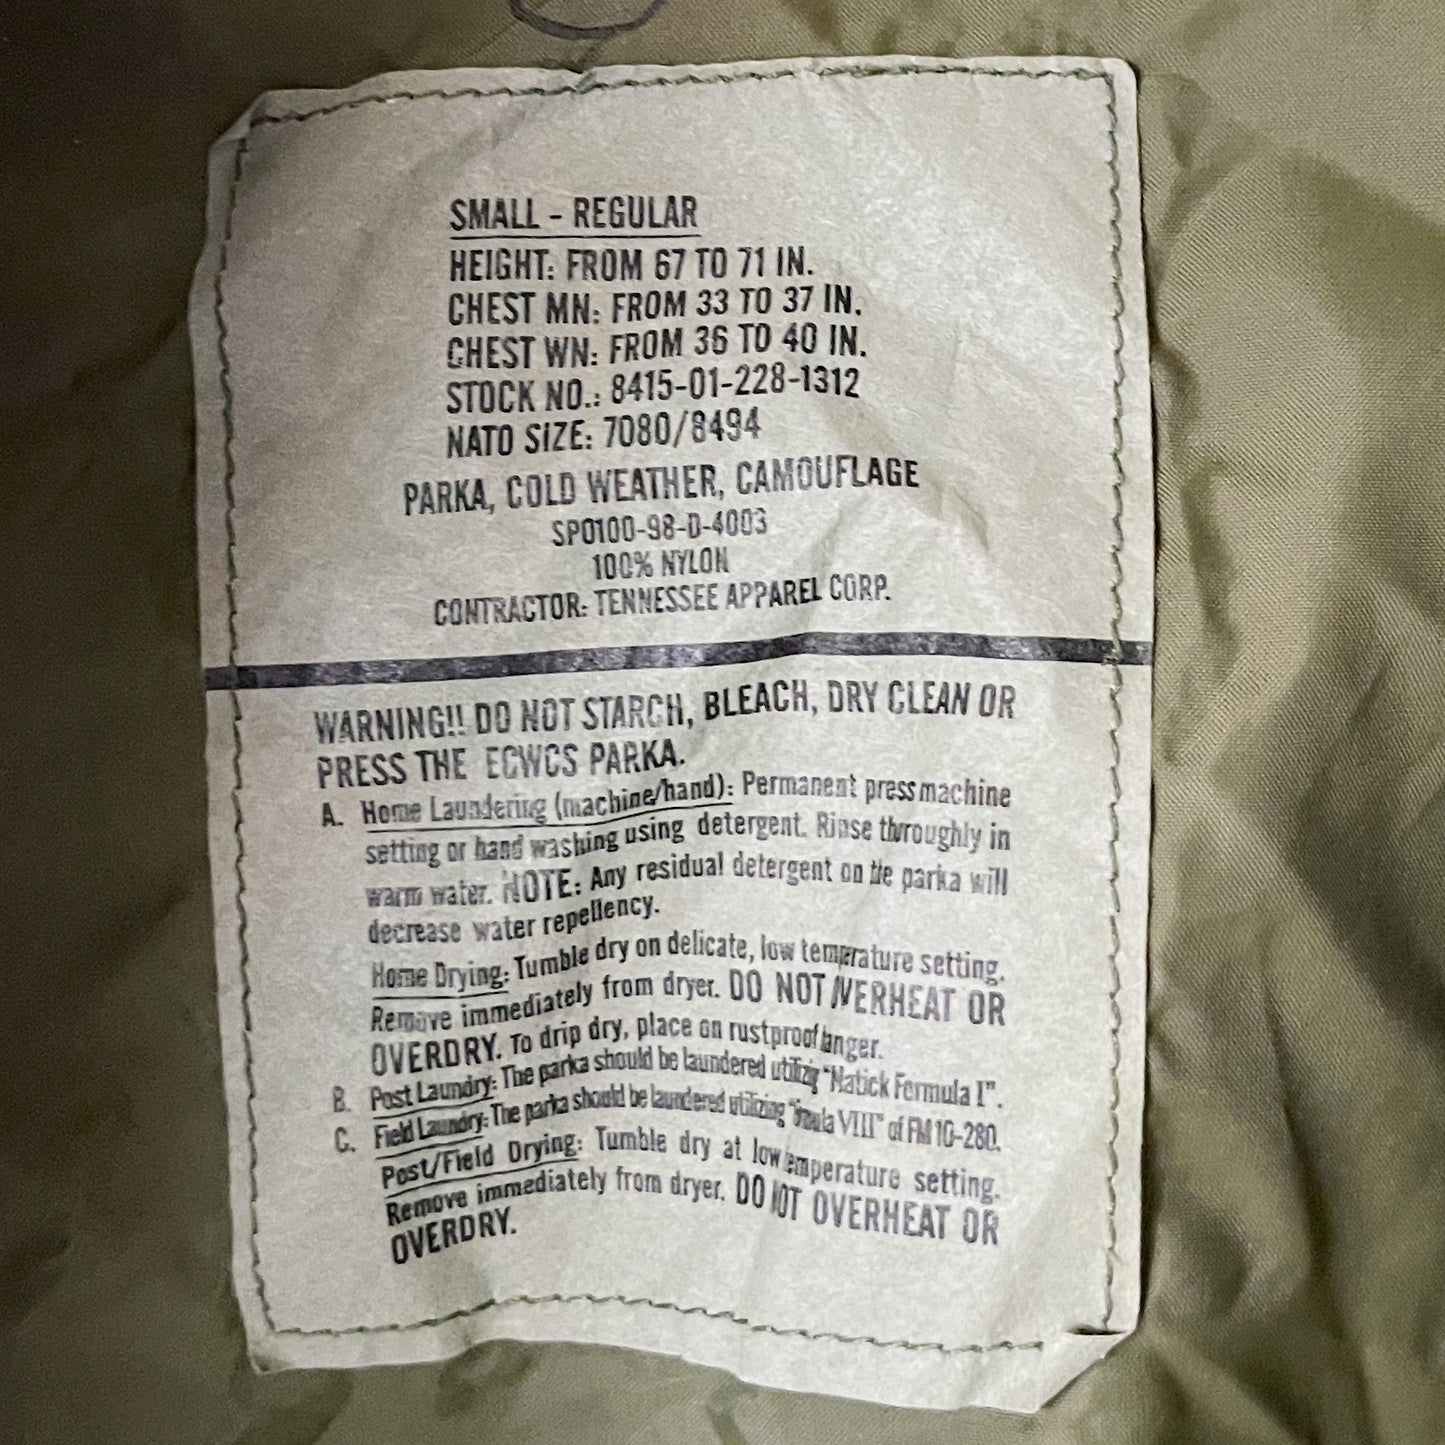 SMALL - REGULAR
HEIGHT: FROM 67 TO 71 IN.
CHEST MN: FROM 33 TO 37 IN.
CHEST WN: FROM 36 TO 40 IN.
STOCK NO.: 8415-01-228-1312
NATO SIZE: 7080/8494
PARKA, COLD WEATHER, CAMOUFLAGE
SPO100-98-D-4003
100% NYLON
CONTRACTOR: TENNESSEE APPAREL CORP.
WARNING!! DO NOT STARCH, BLEACH, DRY CLEAN OR
PRESS THE ECWCS PARKA.
A. Home Laundering (machine/hand): Permanent press machine
setting or hand washing using detergent. Rinse thoroughly in
warm water. NOTE: Any residual detergent on the parka will
decrease water repellency.
Home Drying: Tumble dry on delicate, low temperature setting.
Remove immediately from dryer. DO NOT OVERHEAT OR
OVERDRY. To drip dry, place on rustproof hanger.
B. Post Laundry: The parka should be laundered utilizing "Natick Formula I".
C. Field Laundry: The parka should be laundered utilizing "Formula VIII" of FM 10-280.
Post/Field Drying: Tumble dry at low temperature setting.
Remove immediately from dryer. DO NOT OVERHEAT OR
OVERDRY.